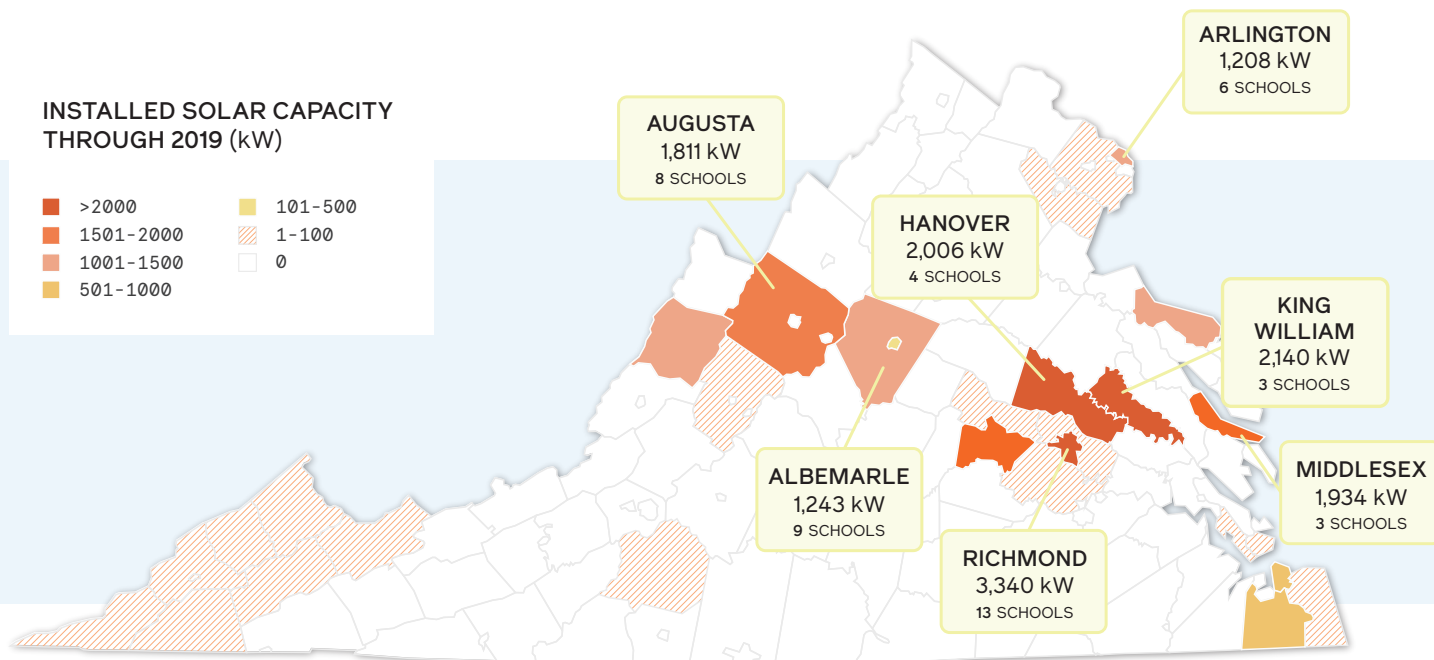 INSTALLED SOLAR CAPACITY
THROUGH 2019 (kW)
>2000
1501-2000
1001-1500
501-1000
101-500
1-100
0
AUGUSTA
1,811 kW
8 SCHOOLS
ARLINGTON
1,208 kW
6 SCHOOLS
HANOVER
2,006 kW
4 SCHOOLS
KING
WILLIAM
2,140 kW
3 SCHOOLS
ALBEMARLE
1,243 kW
9 SCHOOLS
RICHMOND
3,340 kW
13 SCHOOLS
MIDDLESEX
1,934 kW
3 SCHOOLS